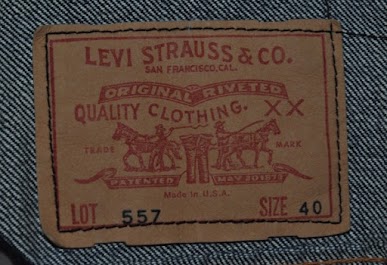 LEVI STRAUSS & CO.
SAN FRANCISCO, CAL.
ORIGINAL RIVETED
QUALITY CLOTHING. XX
TRADE MARK
PATENTED MAY 20 1873
Made in U.S.A.
LOT 557 SIZE 40